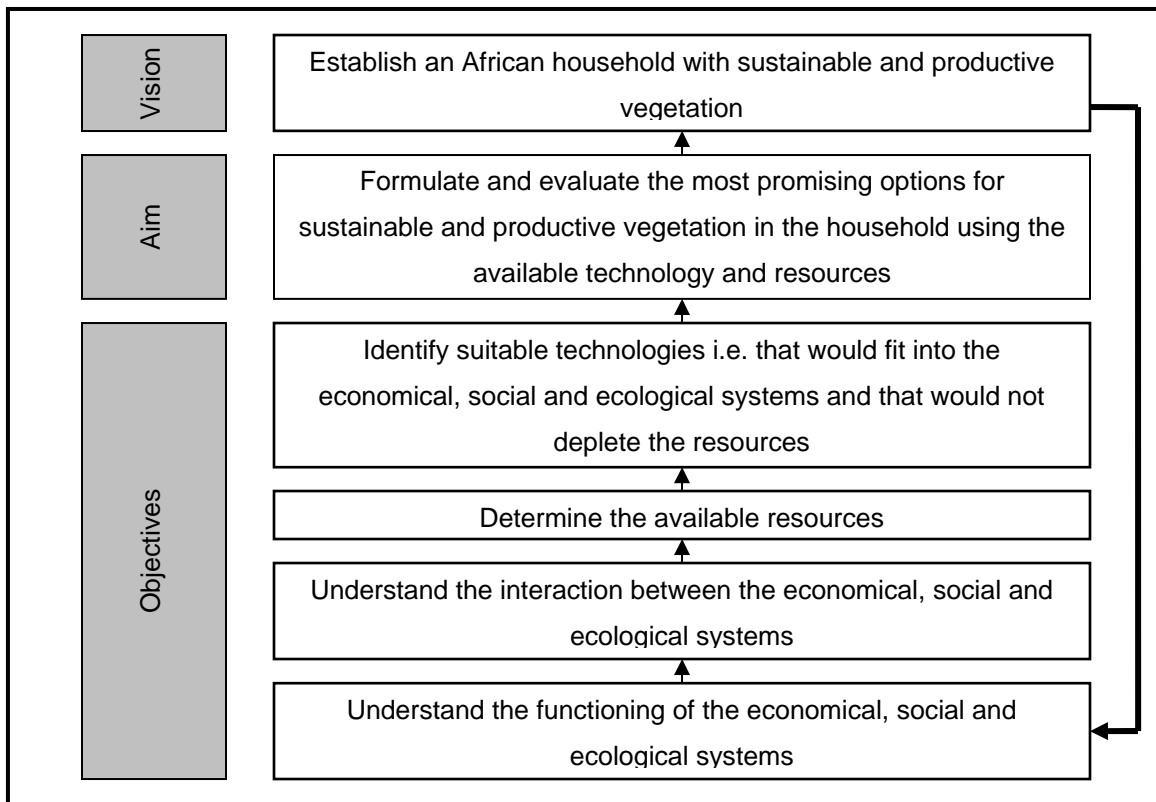 Vision
Establish an African household with sustainable and productive
vegetation
Aim
Formulate and evaluate the most promising options for
sustainable and productive vegetation in the household using the
available technology and resources
Objectives
Identify suitable technologies i.e. that would fit into the
economical, social and ecological systems and that would not
deplete the resources
Determine the available resources
Understand the interaction between the economical, social and
ecological systems
Understand the functioning of the economical, social and
ecological systems